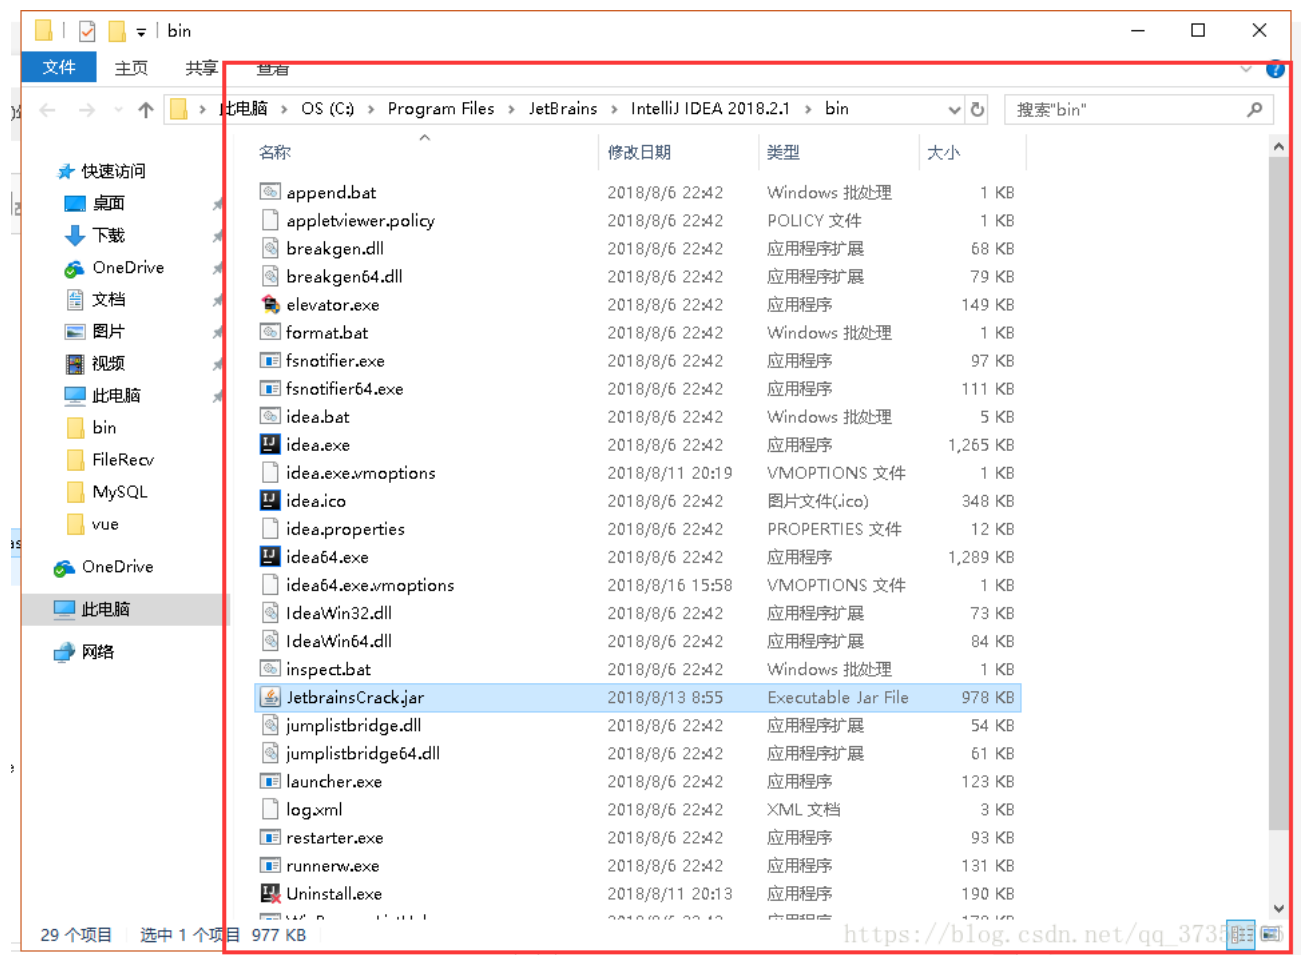 bin
文件 主页 共享 查看
此电脑 › OS (C:) › Program Files › JetBrains › IntelliJ IDEA 2018.2.1 › bin 搜索"bin"
名称 修改日期 类型 大小
快速访问
桌面
下载
OneDrive
文档
图片
视频
此电脑
bin
FileRecv
MySQL
vue
OneDrive
此电脑
网络
append.bat 2018/8/6 22:42 Windows 批处理 1 KB
appletviewer.policy 2018/8/6 22:42 POLICY 文件 1 KB
breakgen.dll 2018/8/6 22:42 应用程序扩展 68 KB
breakgen64.dll 2018/8/6 22:42 应用程序扩展 79 KB
elevator.exe 2018/8/6 22:42 应用程序 149 KB
format.bat 2018/8/6 22:42 Windows 批处理 1 KB
fsnotifier.exe 2018/8/6 22:42 应用程序 97 KB
fsnotifier64.exe 2018/8/6 22:42 应用程序 111 KB
idea.bat 2018/8/6 22:42 Windows 批处理 5 KB
idea.exe 2018/8/6 22:42 应用程序 1,265 KB
idea.exe.vmoptions 2018/8/11 20:19 VMOPTIONS 文件 1 KB
idea.ico 2018/8/6 22:42 图片文件(.ico) 348 KB
idea.properties 2018/8/6 22:42 PROPERTIES 文件 12 KB
idea64.exe 2018/8/6 22:42 应用程序 1,289 KB
idea64.exe.vmoptions 2018/8/16 15:58 VMOPTIONS 文件 1 KB
IdeaWin32.dll 2018/8/6 22:42 应用程序扩展 73 KB
IdeaWin64.dll 2018/8/6 22:42 应用程序扩展 84 KB
inspect.bat 2018/8/6 22:42 Windows 批处理 1 KB
JetbrainsCrack.jar 2018/8/13 8:55 Executable Jar File 978 KB
jumplistbridge.dll 2018/8/6 22:42 应用程序扩展 54 KB
jumplistbridge64.dll 2018/8/6 22:42 应用程序扩展 61 KB
launcher.exe 2018/8/6 22:42 应用程序 123 KB
log.xml 2018/8/6 22:42 XML 文档 3 KB
restarter.exe 2018/8/6 22:42 应用程序 93 KB
runnerw.exe 2018/8/6 22:42 应用程序 131 KB
Uninstall.exe 2018/8/11 20:13 应用程序 190 KB
29 个项目 选中 1 个项目 977 KB